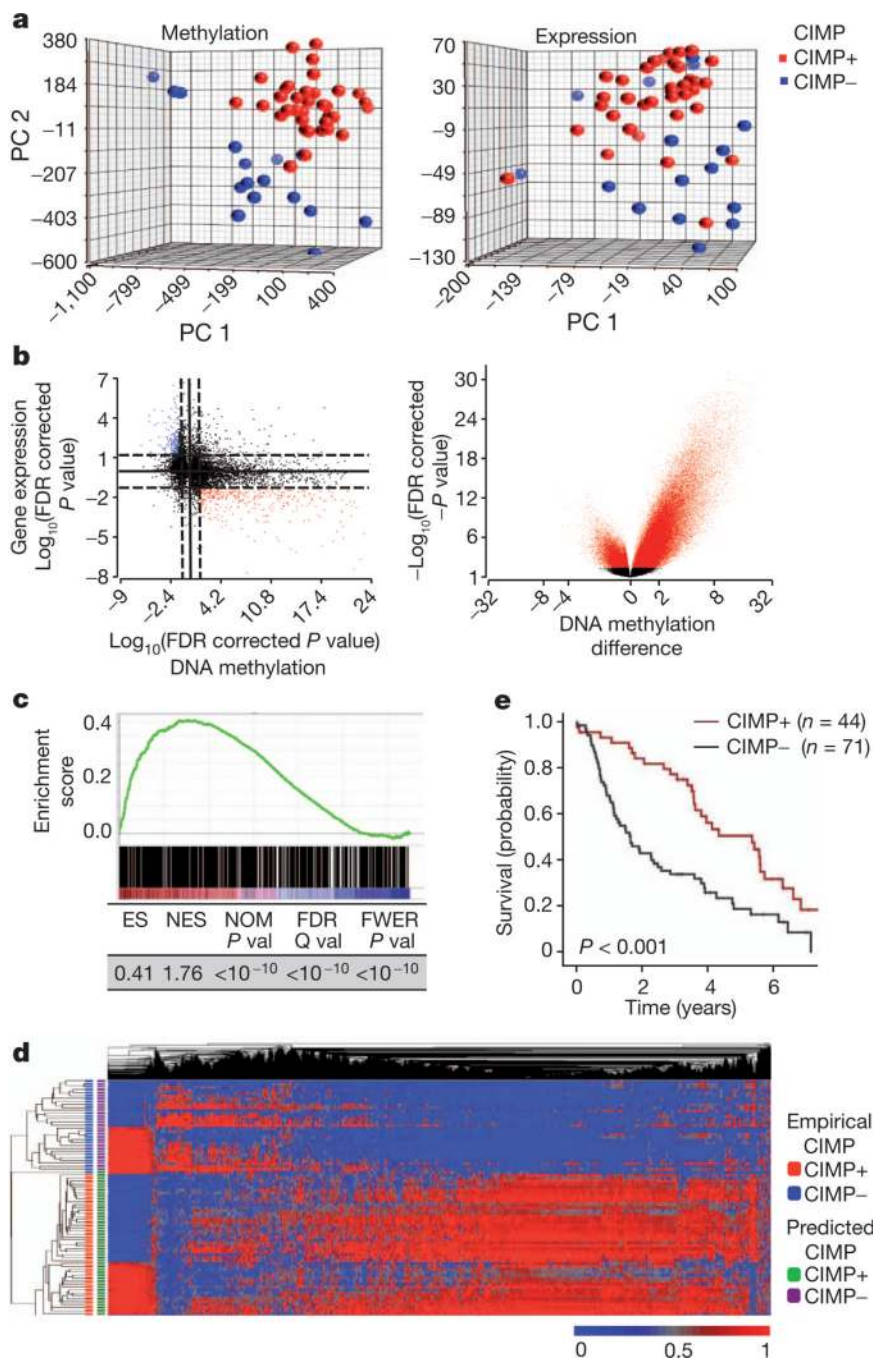 a
Methylation
380
184
−11
−207
−403
−600
PC 2
−1,100
−799
−499
−199
100
400
PC 1
Expression
70
30
−9
−49
−89
−130
−200
−139
−79
−19
40
100
PC 1
CIMP
CIMP+
CIMP−
b
Gene expression
Log10(FDR corrected
P value)
7
4
1
−2
−5
−8
−9
−2.4
4.2
10.8
17.4
24
Log10(FDR corrected P value)
DNA methylation
−Log10(FDR corrected
−P value)
30
24
18
12
6
1
−32
−8
−4
0
2
8
32
DNA methylation
difference
c
Enrichment
score
0.4
0.2
0.0
ES NES NOM FDR FWER
P val Q val P val
0.41 1.76 <10−10 <10−10 <10−10
e
Survival (probability)
1.0
0.8
0.6
0.4
0.2
0
CIMP+ (n = 44)
CIMP− (n = 71)
P < 0.001
0 2 4 6
Time (years)
d
Empirical
CIMP
CIMP+
CIMP−
Predicted
CIMP
CIMP+
CIMP−
0 0.5 1